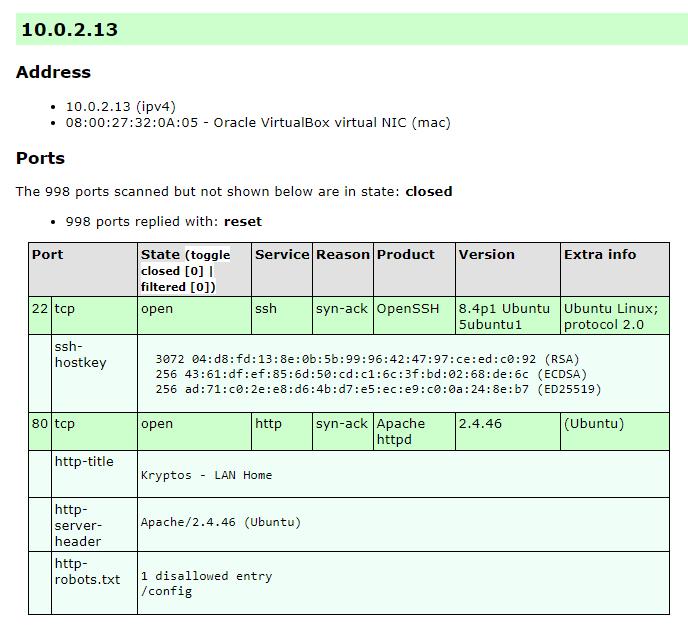 10.0.2.13
Address
10.0.2.13 (ipv4)
08:00:27:32:0A:05 - Oracle VirtualBox virtual NIC (mac)
Ports
The 998 ports scanned but not shown below are in state: closed
998 ports replied with: reset
Port State (toggle closed [0] | filtered [0]) Service Reason Product Version Extra info
22 tcp open ssh syn-ack OpenSSH 8.4p1 Ubuntu 5ubuntu1 Ubuntu Linux; protocol 2.0
ssh-hostkey
3072 04:d8:fd:13:8e:0b:5b:99:96:42:47:97:ce:ed:c0:92 (RSA)
256 43:61:df:ef:85:6d:50:cd:c1:6c:3f:bd:02:68:de:6c (ECDSA)
256 ad:71:c0:2e:e8:d6:4b:d7:e5:ec:e9:c0:0a:24:8e:b7 (ED25519)
80 tcp open http syn-ack Apache httpd 2.4.46 (Ubuntu)
http-title
Kryptos - LAN Home
http-server-header
Apache/2.4.46 (Ubuntu)
http-robots.txt
1 disallowed entry
/config